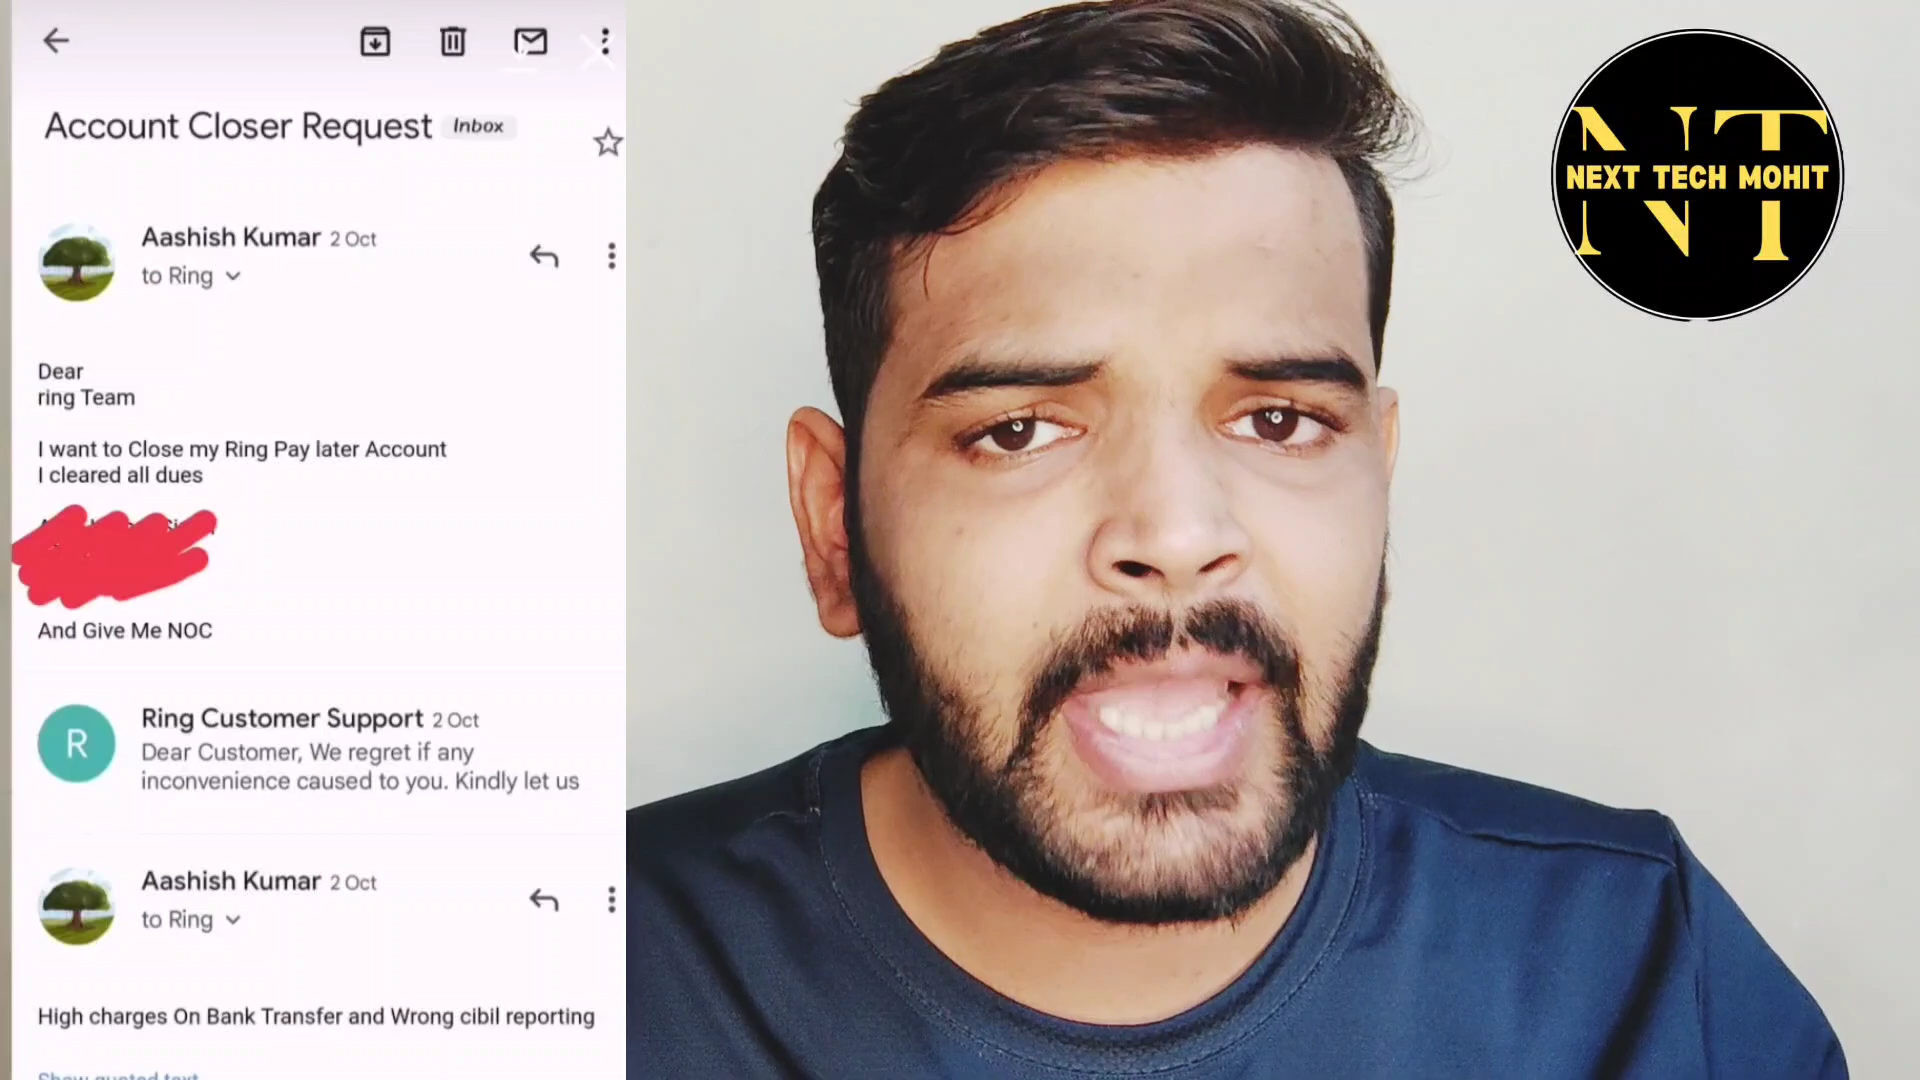 Account Closer Request Inbox
Aashish Kumar 2 Oct
to Ring
Dear
ring Team
I want to Close my Ring Pay later Account
I cleared all dues
And Give Me NOC
R
Ring Customer Support 2 Oct
Dear Customer, We regret if any
inconvenience caused to you. Kindly let us
Aashish Kumar 2 Oct
to Ring
High charges On Bank Transfer and Wrong cibil reporting
Show quoted text
NT
NEXT TECH MOHIT